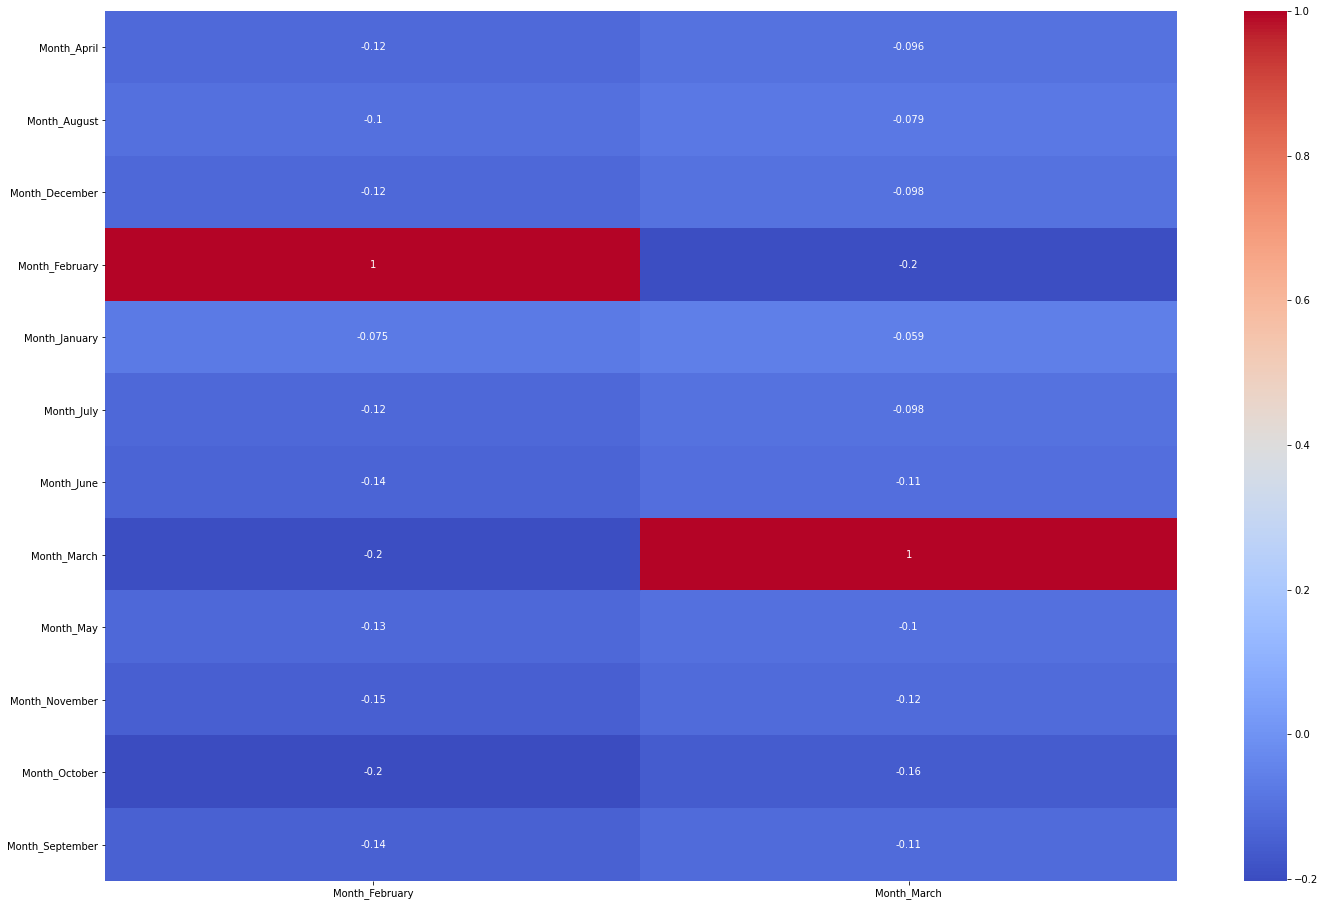 Month_April -0.12 -0.096
Month_August -0.1 -0.079
Month_December -0.12 -0.098
Month_February 1 -0.2
Month_January -0.075 -0.059
Month_July -0.12 -0.098
Month_June -0.14 -0.11
Month_March -0.2 1
Month_May -0.13 -0.1
Month_November -0.15 -0.12
Month_October -0.2 -0.16
Month_September -0.14 -0.11
Month_February Month_March
1.0
0.8
0.6
0.4
0.2
0.0
−0.2